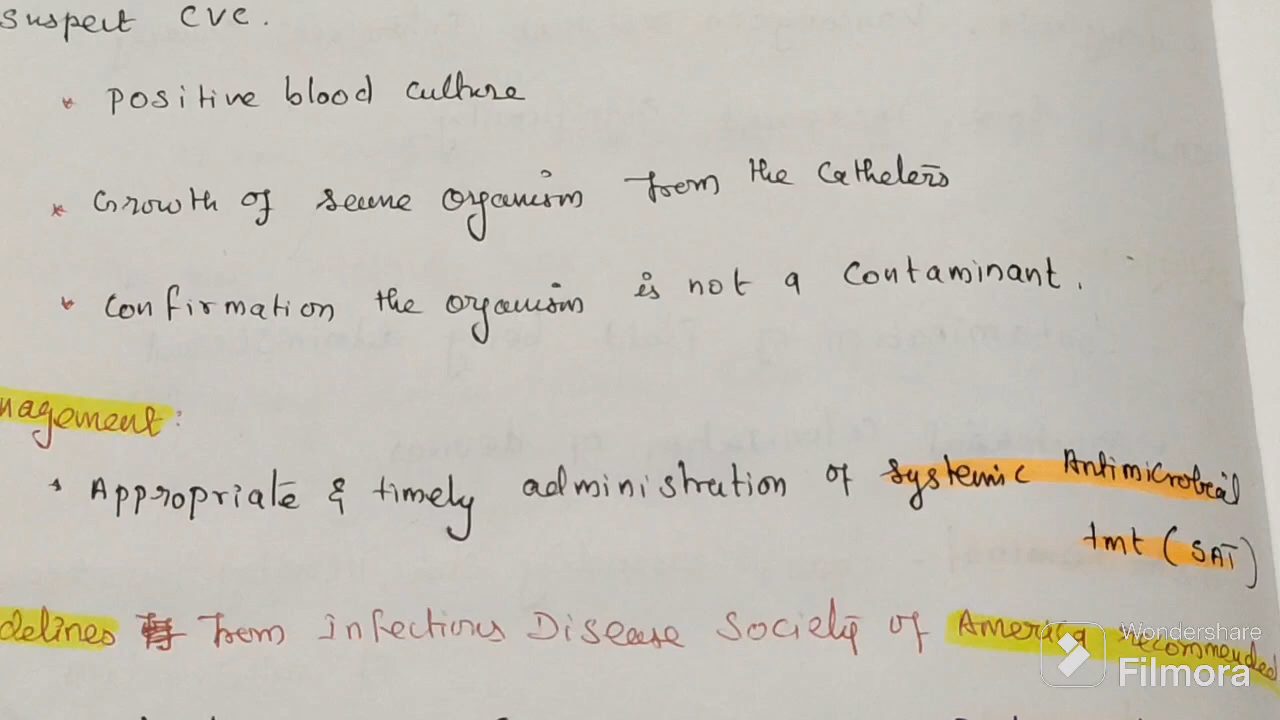 suspect CVC.
* Positive blood culture
* Growth of same organism from the Catheters
* Confirmation the organism is not a Contaminant.
nagement:
* Appropriate & timely administration of systemic Antimicrobial
tmt (SAT)
delines from Infectious Disease Society of America recommended
Wondershare
Filmora